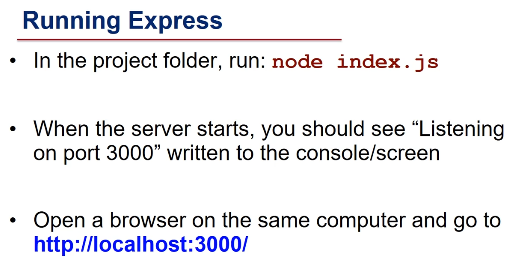 Running Express
• In the project folder, run: node index.js
• When the server starts, you should see “Listening
on port 3000” written to the console/screen
• Open a browser on the same computer and go to
http://localhost:3000/